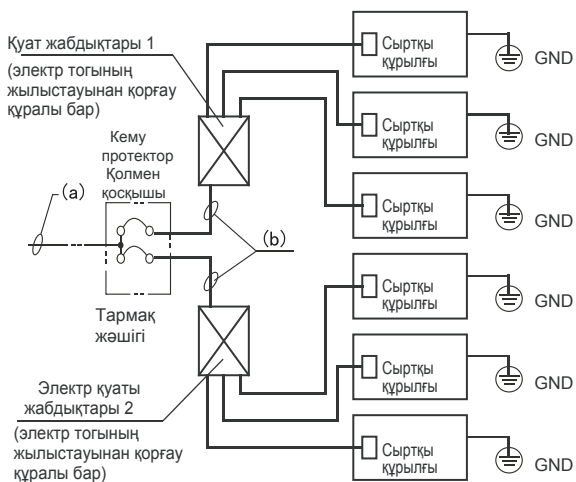 Қуат жабдықтары 1
(электр тогының
жылыстауынан қорғау
құралы бар)
Кему
протектор
Қолмен
қосқышы
(a)
(b)
Тармақ
жәшігі
Электр қуаты
жабдықтары 2
(электр тогының
жылыстауынан қорғау
құралы бар)
Сыртқы
құрылғы
GND
Сыртқы
құрылғы
GND
Сыртқы
құрылғы
GND
Сыртқы
құрылғы
GND
Сыртқы
құрылғы
GND
Сыртқы
құрылғы
GND